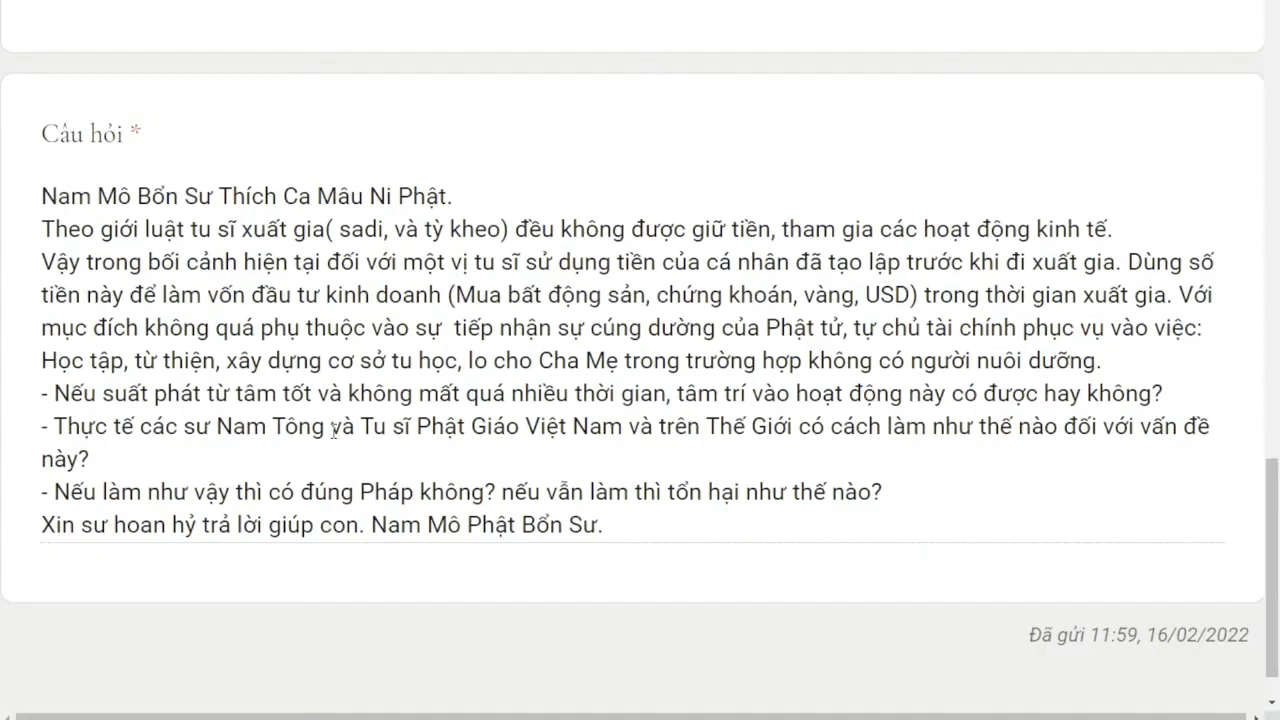 Câu hỏi *
Nam Mô Bổn Sư Thích Ca Mâu Ni Phật.
Theo giới luật tu sĩ xuất gia( sadi, và tỳ kheo) đều không được giữ tiền, tham gia các hoạt động kinh tế.
Vậy trong bối cảnh hiện tại đối với một vị tu sĩ sử dụng tiền của cá nhân đã tạo lập trước khi đi xuất gia. Dùng số
tiền này để làm vốn đầu tư kinh doanh (Mua bất động sản, chứng khoán, vàng, USD) trong thời gian xuất gia. Với
mục đích không quá phụ thuộc vào sự  tiếp nhận sự cúng dường của Phật tử, tự chủ tài chính phục vụ vào việc:
Học tập, từ thiện, xây dựng cơ sở tu học, lo cho Cha Mẹ trong trường hợp không có người nuôi dưỡng.
- Nếu suất phát từ tâm tốt và không mất quá nhiều thời gian, tâm trí vào hoạt động này có được hay không?
- Thực tế các sư Nam Tông và Tu sĩ Phật Giáo Việt Nam và trên Thế Giới có cách làm như thế nào đối với vấn đề
này?
- Nếu làm như vậy thì có đúng Pháp không? nếu vẫn làm thì tổn hại như thế nào?
Xin sư hoan hỷ trả lời giúp con. Nam Mô Phật Bổn Sư.
Đã gửi 11:59, 16/02/2022